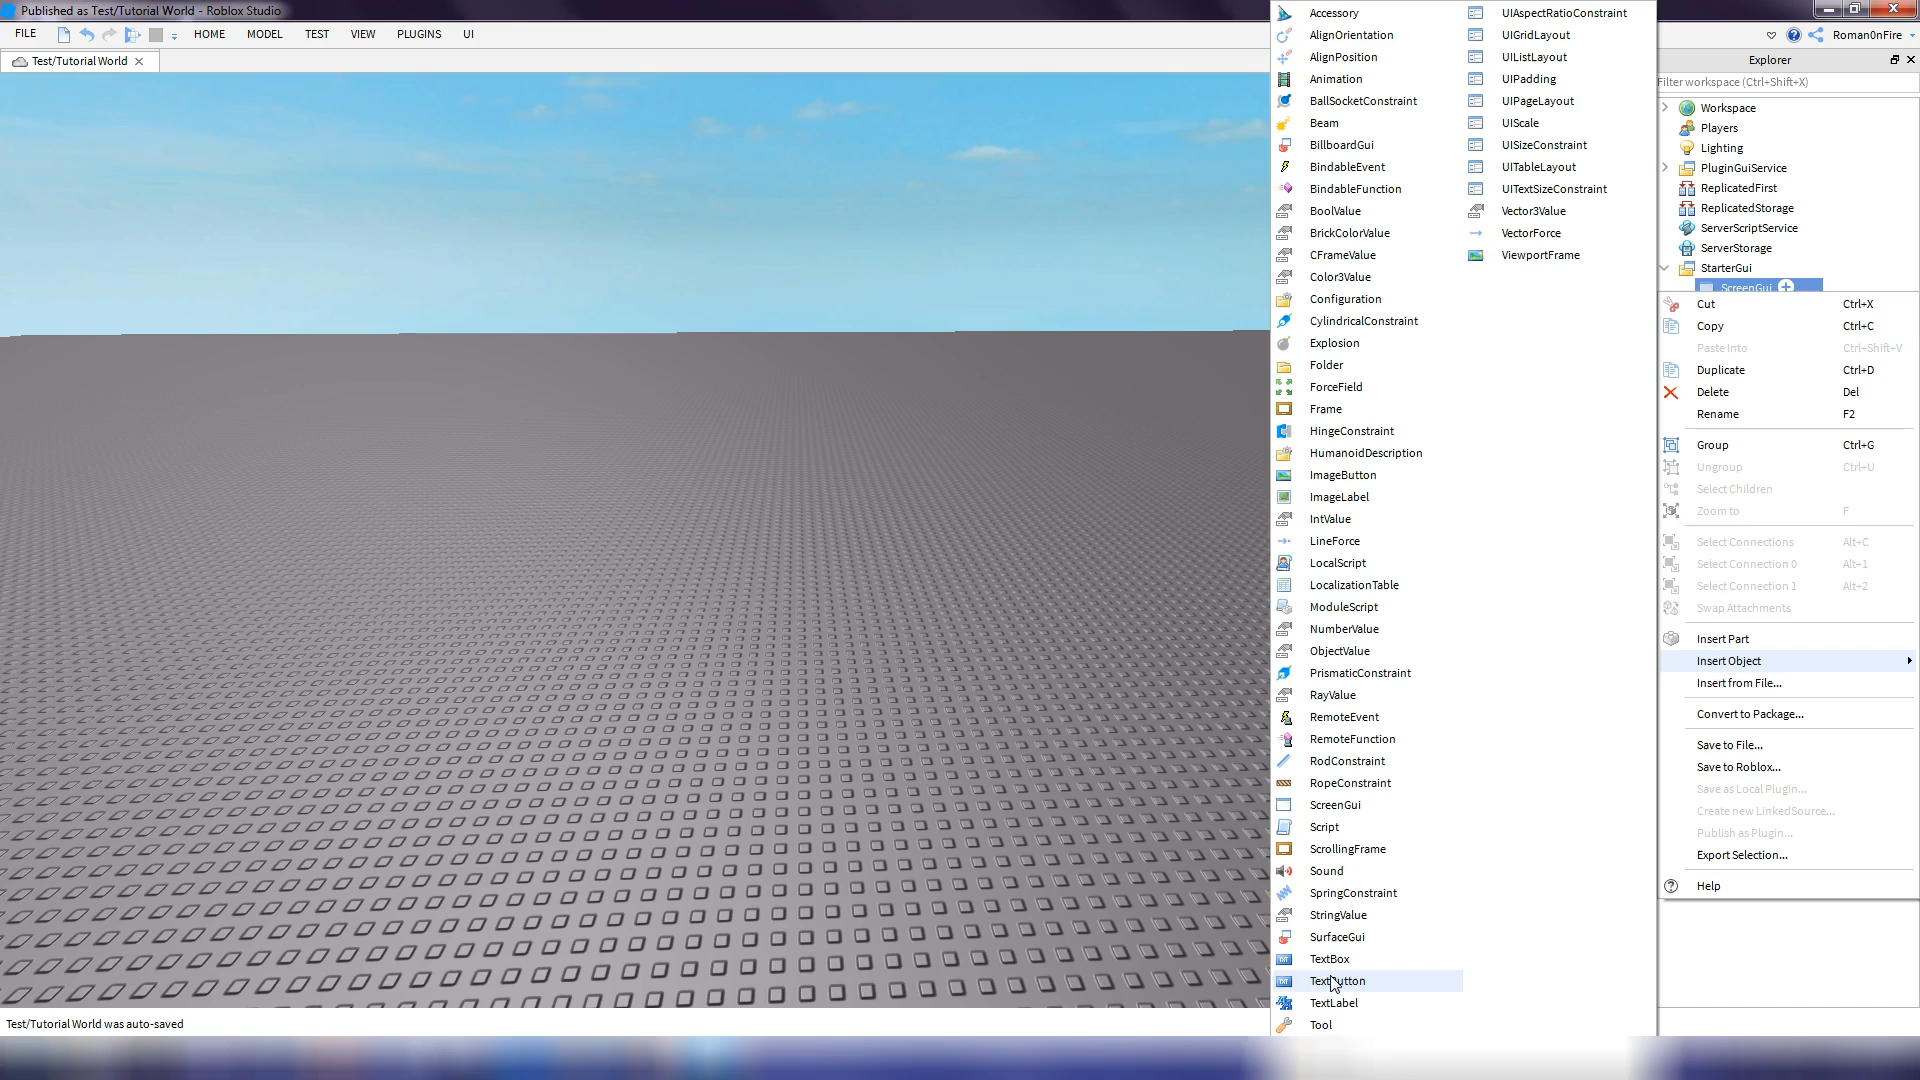 Published as Test/Tutorial World - Roblox Studio
FILE HOME MODEL TEST VIEW PLUGINS UI Roman0nFire
Test/Tutorial World
Explorer
Filter workspace (Ctrl+Shift+X)
Workspace
Players
Lighting
PluginGuiService
ReplicatedFirst
ReplicatedStorage
ServerScriptService
ServerStorage
StarterGui
ScreenGui
Accessory
AlignOrientation
AlignPosition
Animation
BallSocketConstraint
Beam
BillboardGui
BindableEvent
BindableFunction
BoolValue
BrickColorValue
CFrameValue
Color3Value
Configuration
CylindricalConstraint
Explosion
Folder
ForceField
Frame
HingeConstraint
HumanoidDescription
ImageButton
ImageLabel
IntValue
LineForce
LocalScript
LocalizationTable
ModuleScript
NumberValue
ObjectValue
PrismaticConstraint
RayValue
RemoteEvent
RemoteFunction
RodConstraint
RopeConstraint
ScreenGui
Script
ScrollingFrame
Sound
SpringConstraint
StringValue
SurfaceGui
TextBox
TextButton
TextLabel
Tool
UIAspectRatioConstraint
UIGridLayout
UIListLayout
UIPadding
UIPageLayout
UIScale
UISizeConstraint
UITableLayout
UITextSizeConstraint
Vector3Value
VectorForce
ViewportFrame
Cut Ctrl+X
Copy Ctrl+C
Paste Into Ctrl+Shift+V
Duplicate Ctrl+D
Delete Del
Rename F2
Group Ctrl+G
Ungroup Ctrl+U
Select Children
Zoom to F
Select Connections Alt+C
Select Connection 0 Alt+1
Select Connection 1 Alt+2
Swap Attachments
Insert Part
Insert Object
Insert from File...
Convert to Package...
Save to File...
Save to Roblox...
Save as Local Plugin...
Create new LinkedSource...
Publish as Plugin...
Export Selection...
Help
Test/Tutorial World was auto-saved